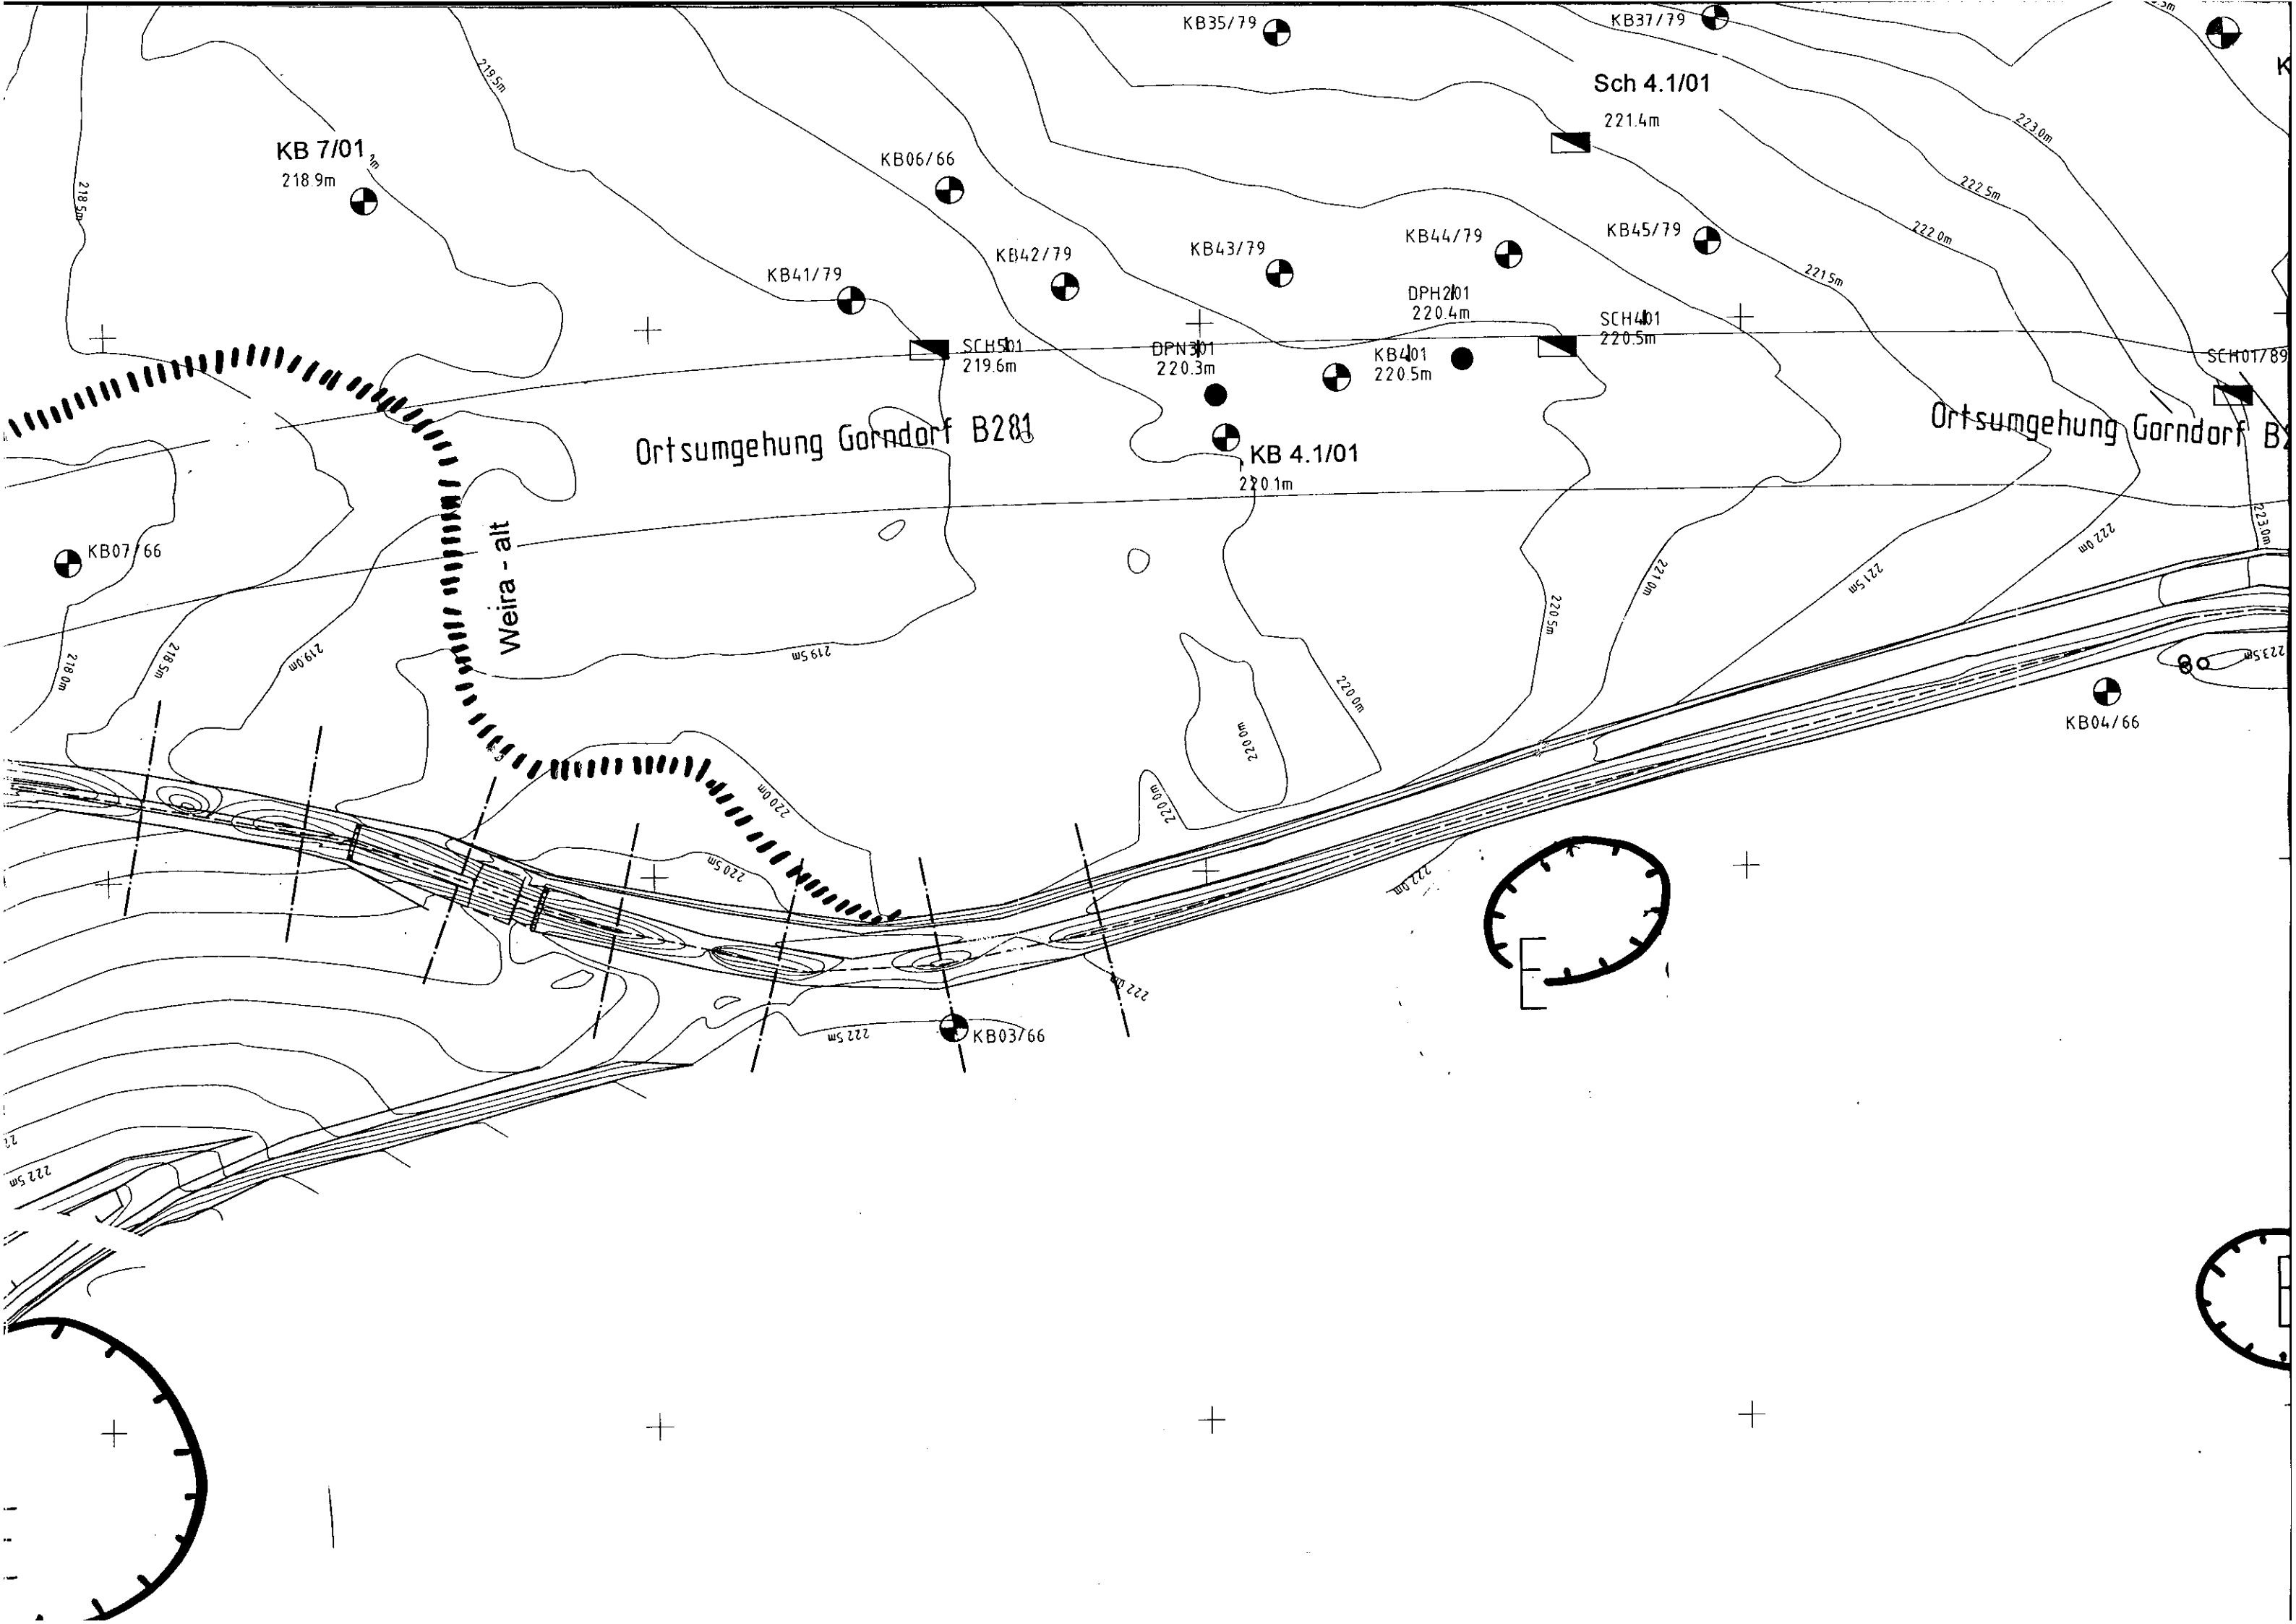 KB35/79
KB37/79
K
Sch 4.1/01
221.4m
219.5m
223.0m
KB 7/01
218.9m
KB06/66
218.5m
222.5m
222.0m
KB41/79
KB42/79
KB43/79
KB44/79
KB45/79
221.5m
DPH2/01
220.4m
SCH4/01
220.5m
SCH5/01
219.6m
DPN3/01
220.3m
KB4/01
220.5m
SCH01/89
Ortsumgehung Gorndorf B281
Ortsumgehung Gorndorf B2
KB 4.1/01
220.1m
KB07/66
Weira - alt
223.0m
222.0m
221.5m
221.0m
220.5m
218.0m
218.5m
219.0m
219.5m
220.0m
220.0m
223.5m
KB04/66
220.0m
220.0m
220.5m
222.0m
E
222.0m
222.5m
KB03/66
222.5m